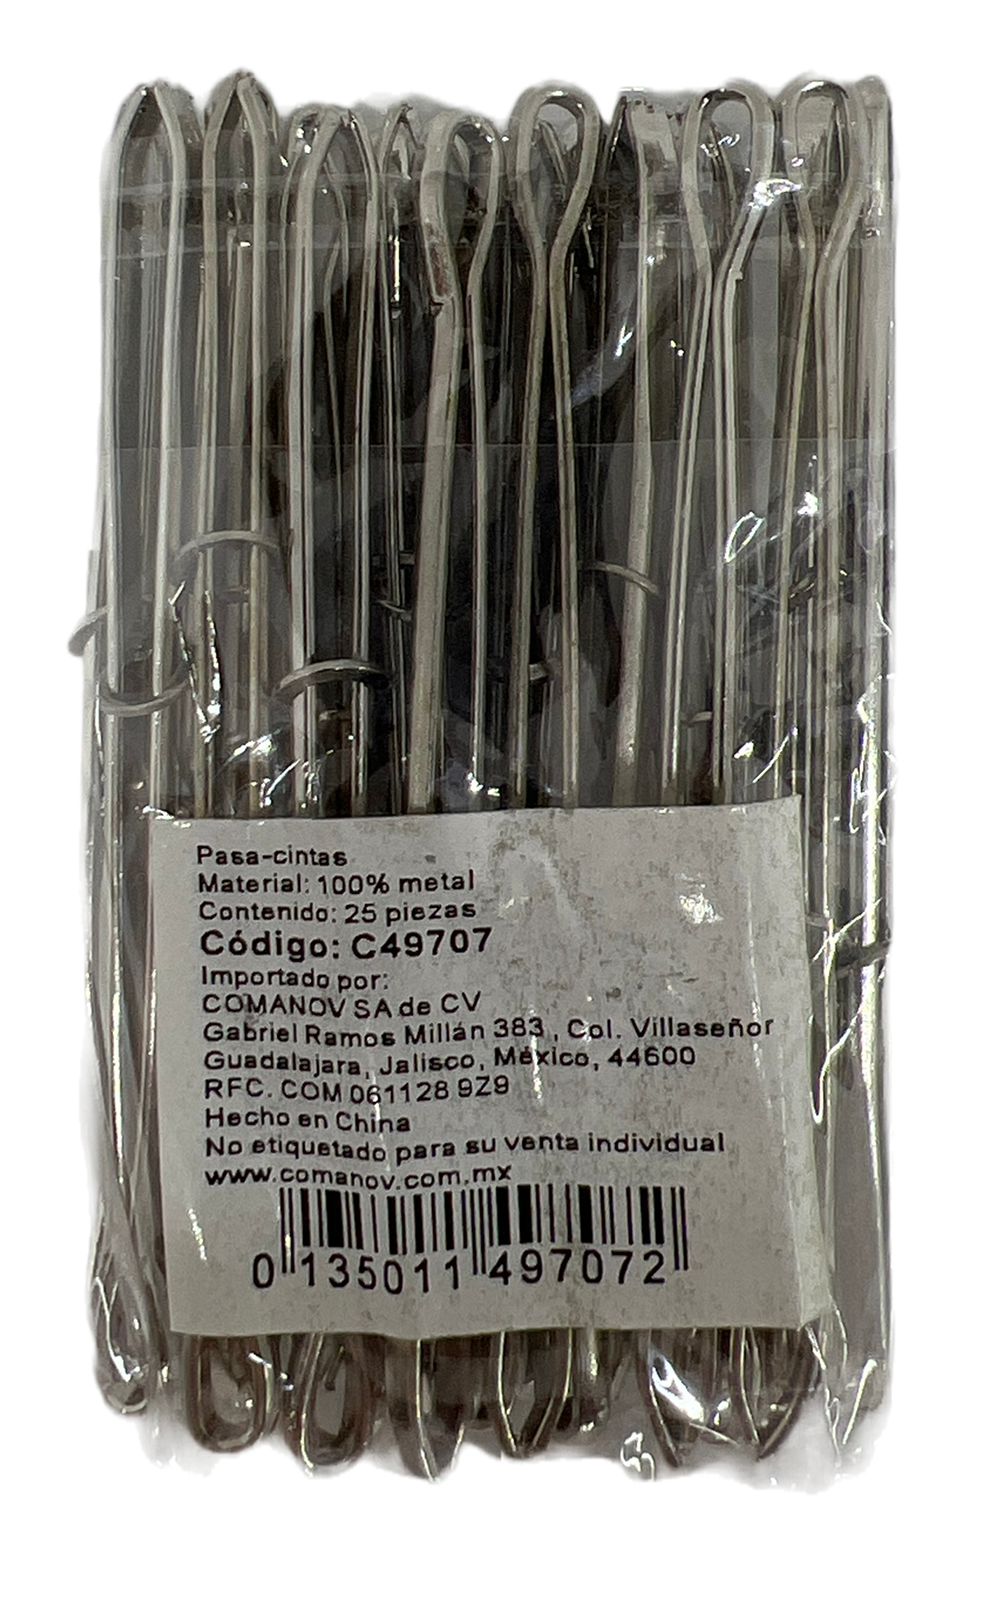 Pasa-cintas
Material: 100% metal
Contenido: 25 piezas
Código: C49707
Importado por:
COMANOV SA de CV
Gabriel Ramos Millán 383 , Col. Villaseñor
Guadalajara, Jalisco, México, 44600
RFC. COM 061128 9Z9
Hecho en China
No etiquetado para su venta individual
www.comanov.com.mx
0 135011 497072